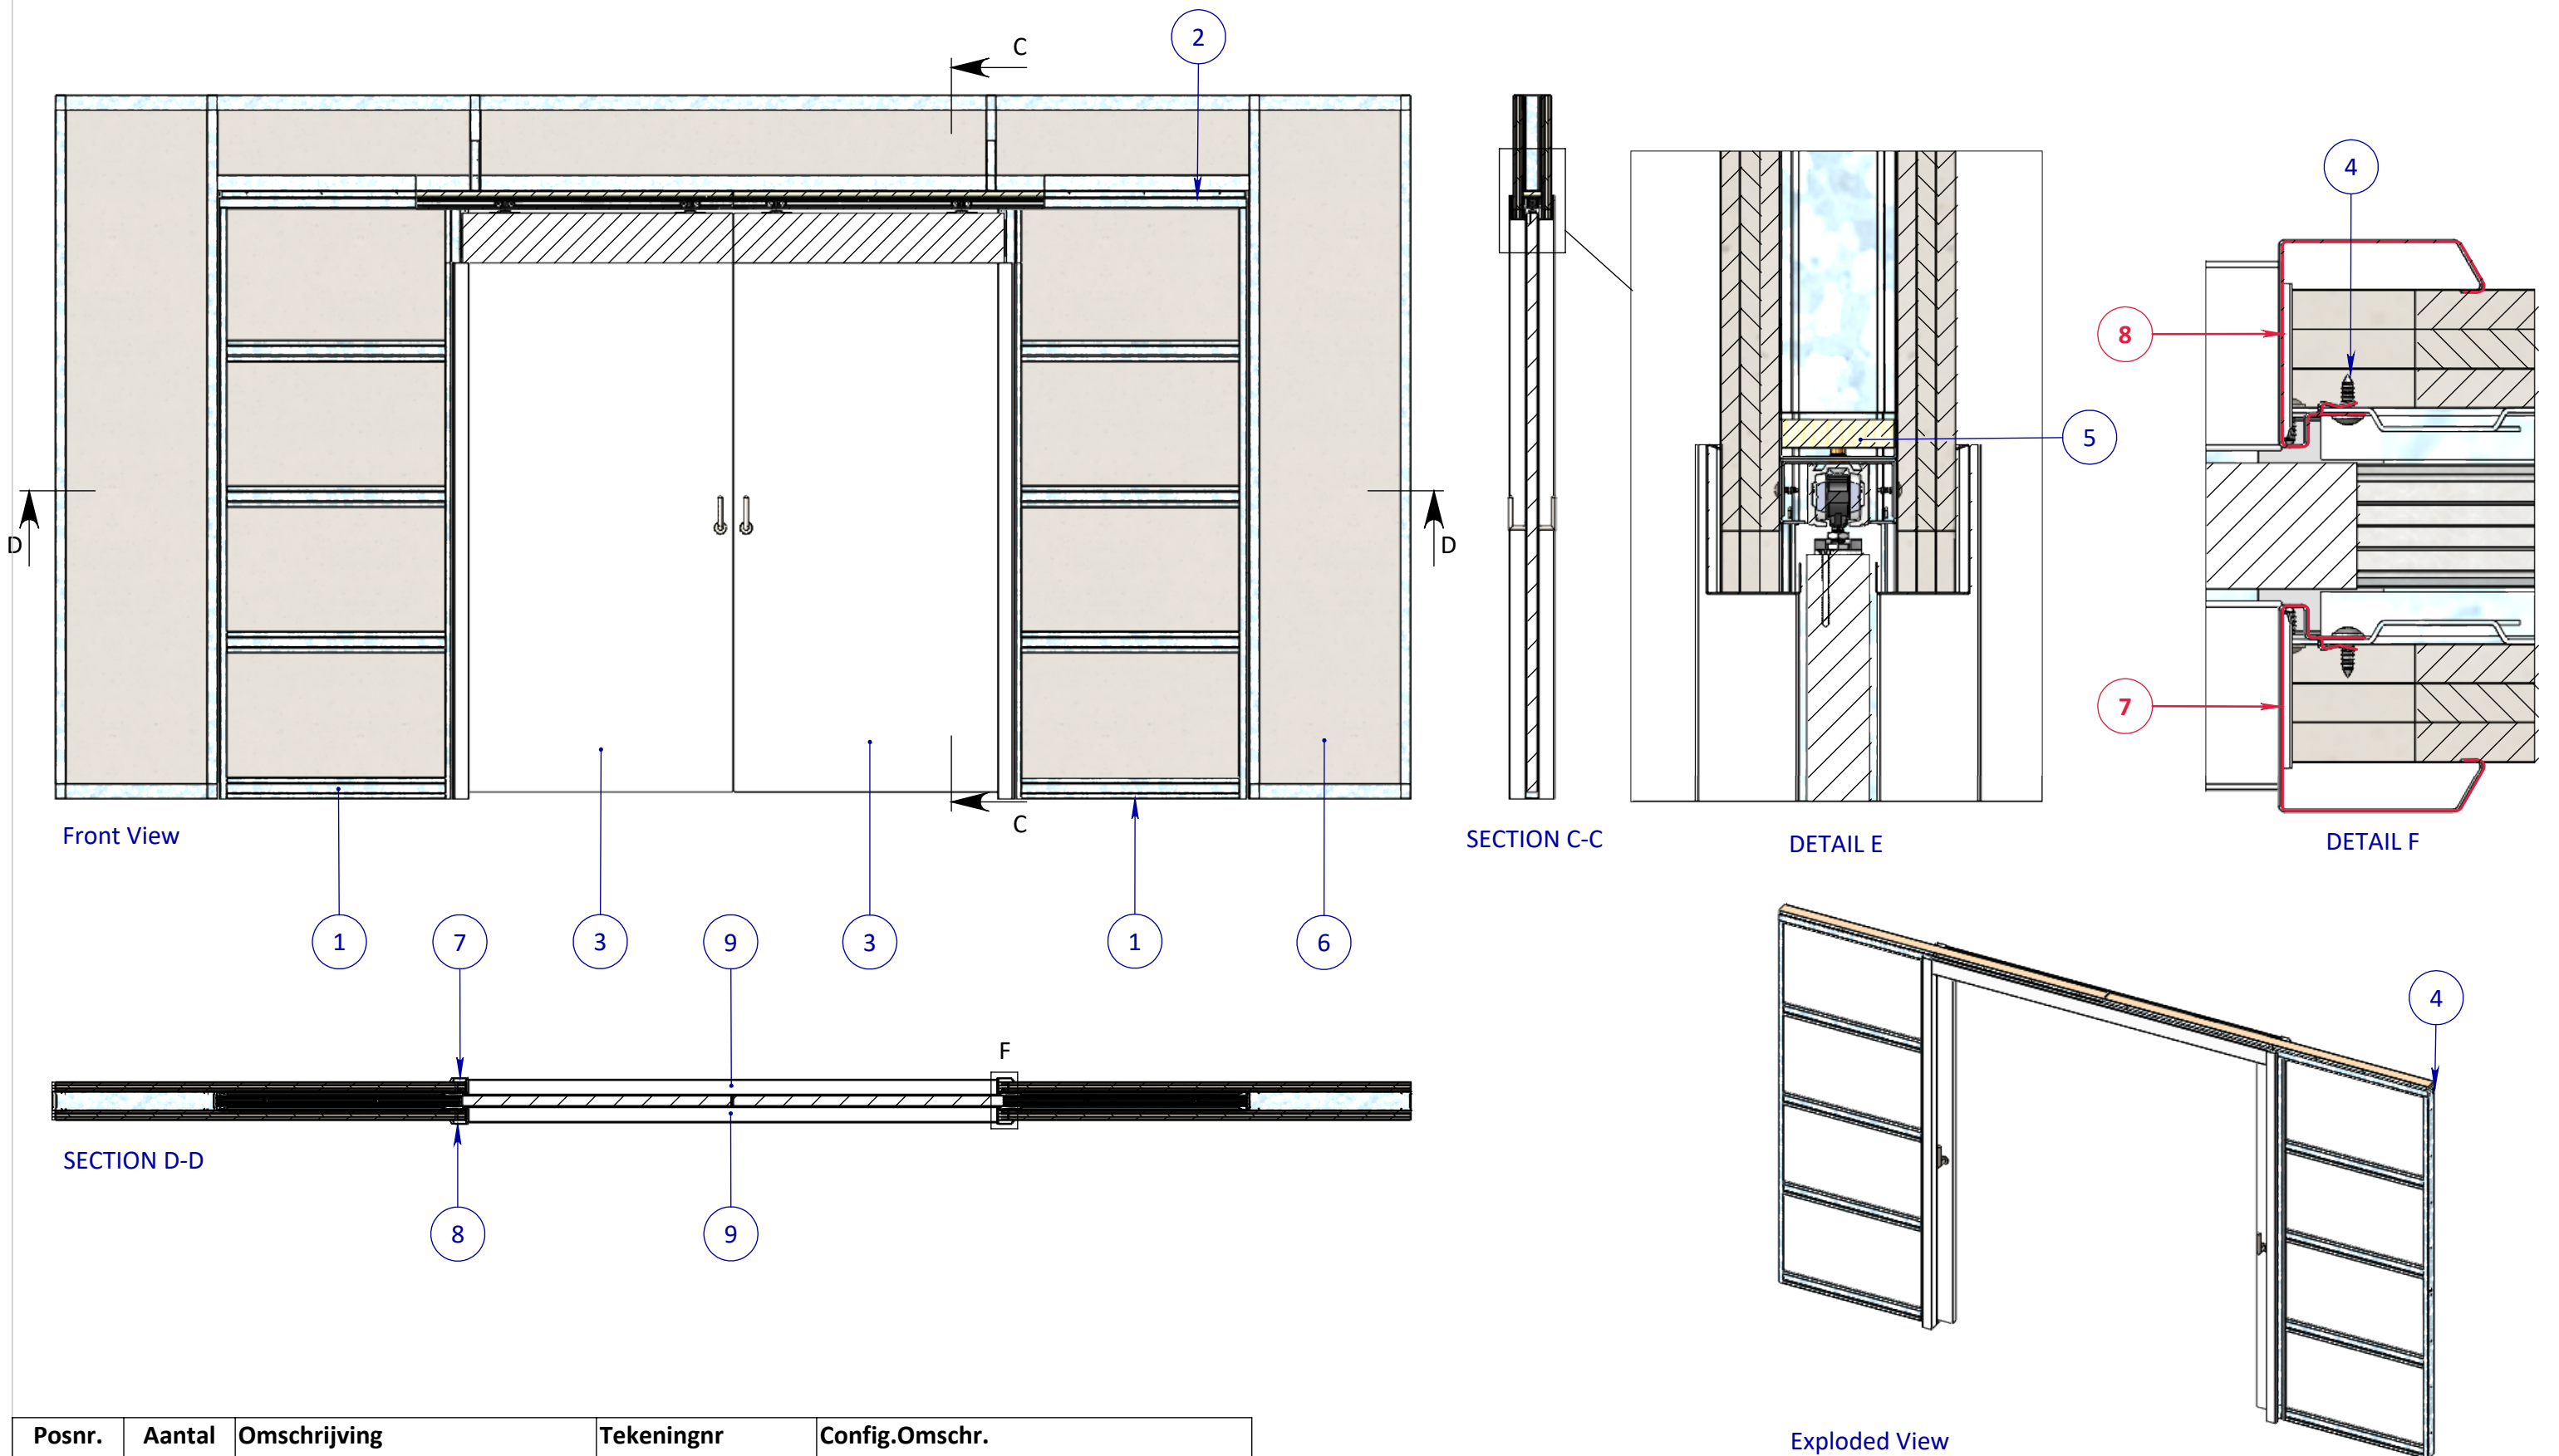 C
2
4
8
5
D
D
7
C
Front View
SECTION C-C
DETAIL E
DETAIL F
1
7
3
9
3
1
6
4
F
SECTION D-D
8
9
Posnr. Aantal Omschrijving Tekeningnr Config.Omschr.
Exploded View